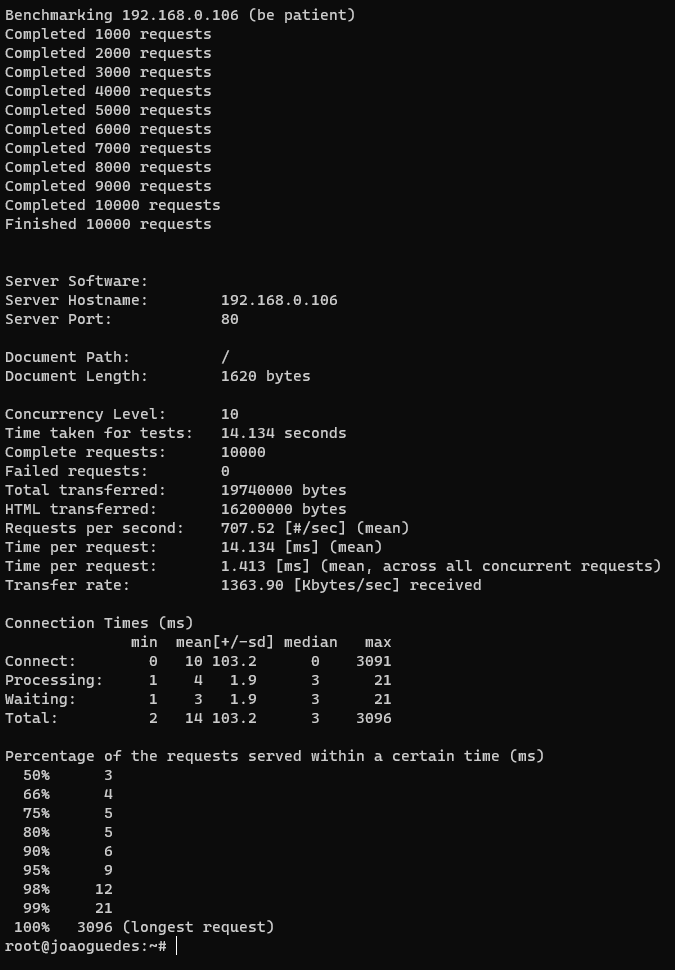 Benchmarking 192.168.0.106 (be patient)
Completed 1000 requests
Completed 2000 requests
Completed 3000 requests
Completed 4000 requests
Completed 5000 requests
Completed 6000 requests
Completed 7000 requests
Completed 8000 requests
Completed 9000 requests
Completed 10000 requests
Finished 10000 requests

Server Software:
Server Hostname:        192.168.0.106
Server Port:            80

Document Path:          /
Document Length:        1620 bytes

Concurrency Level:      10
Time taken for tests:   14.134 seconds
Complete requests:      10000
Failed requests:        0
Total transferred:      19740000 bytes
HTML transferred:       16200000 bytes
Requests per second:    707.52 [#/sec] (mean)
Time per request:       14.134 [ms] (mean)
Time per request:       1.413 [ms] (mean, across all concurrent requests)
Transfer rate:          1363.90 [Kbytes/sec] received

Connection Times (ms)
              min  mean[+/-sd] median   max
Connect:        0   10 103.2      0    3091
Processing:     1    4   1.9      3      21
Waiting:        1    3   1.9      3      21
Total:          2   14 103.2      3    3096

Percentage of the requests served within a certain time (ms)
  50%      3
  66%      4
  75%      5
  80%      5
  90%      6
  95%      9
  98%     12
  99%     21
 100%   3096 (longest request)
root@joaoguedes:~#